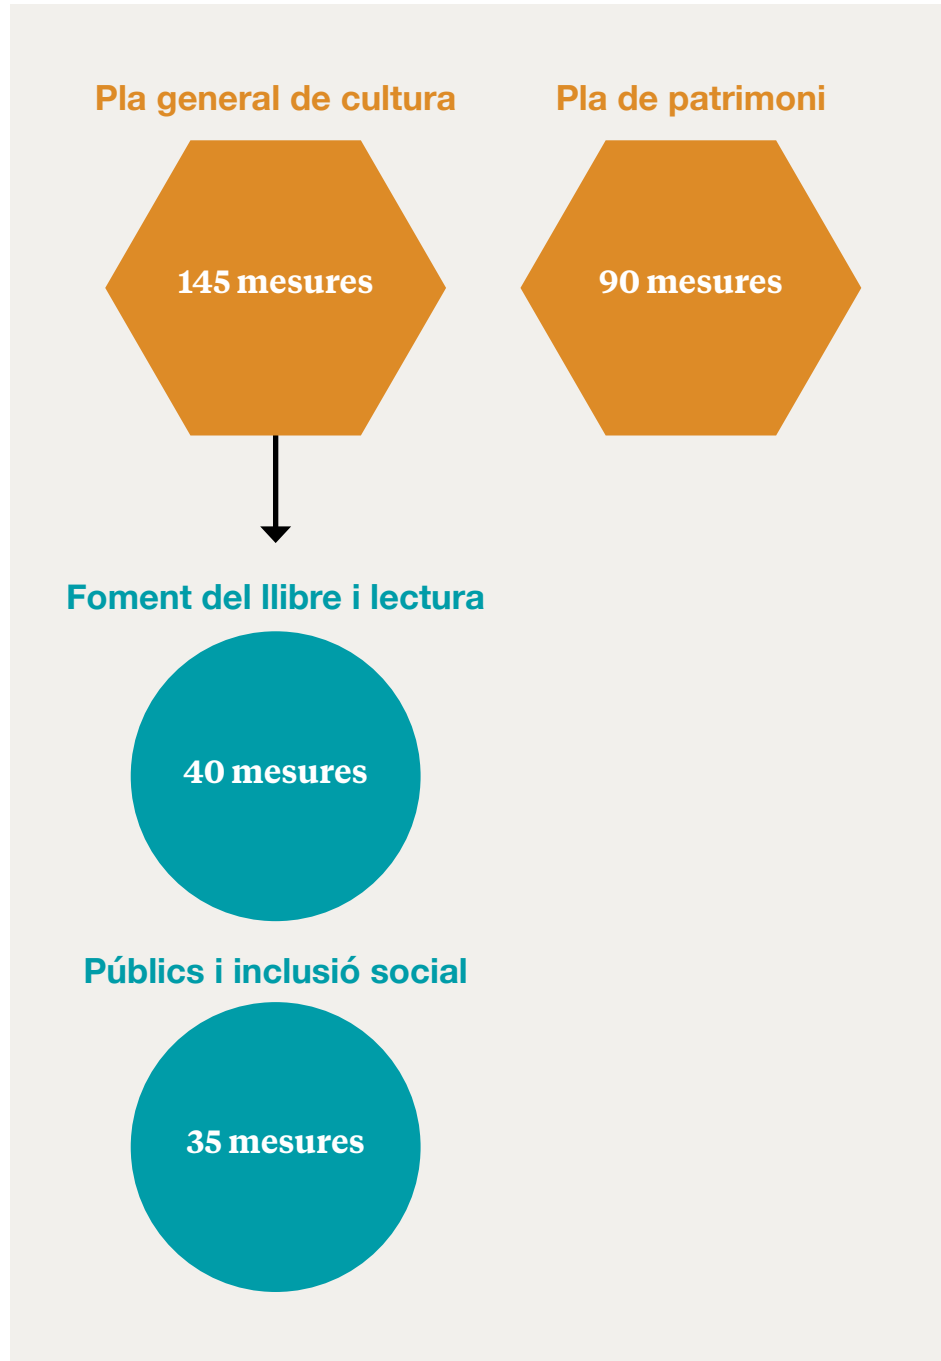 Pla general de cultura
Pla de patrimoni
145 mesures
90 mesures
Foment del llibre i lectura
40 mesures
Públics i inclusió social
35 mesures